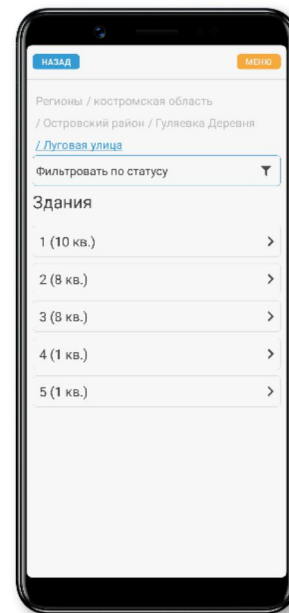 НАЗАД МЕНЮ
Регионы / костромская область
/ Островский район / Гуляевка Деревня
/ Луговая улица
Фильтровать по статусу
Здания
1 (10 кв.)
2 (8 кв.)
3 (8 кв.)
4 (1 кв.)
5 (1 кв.)